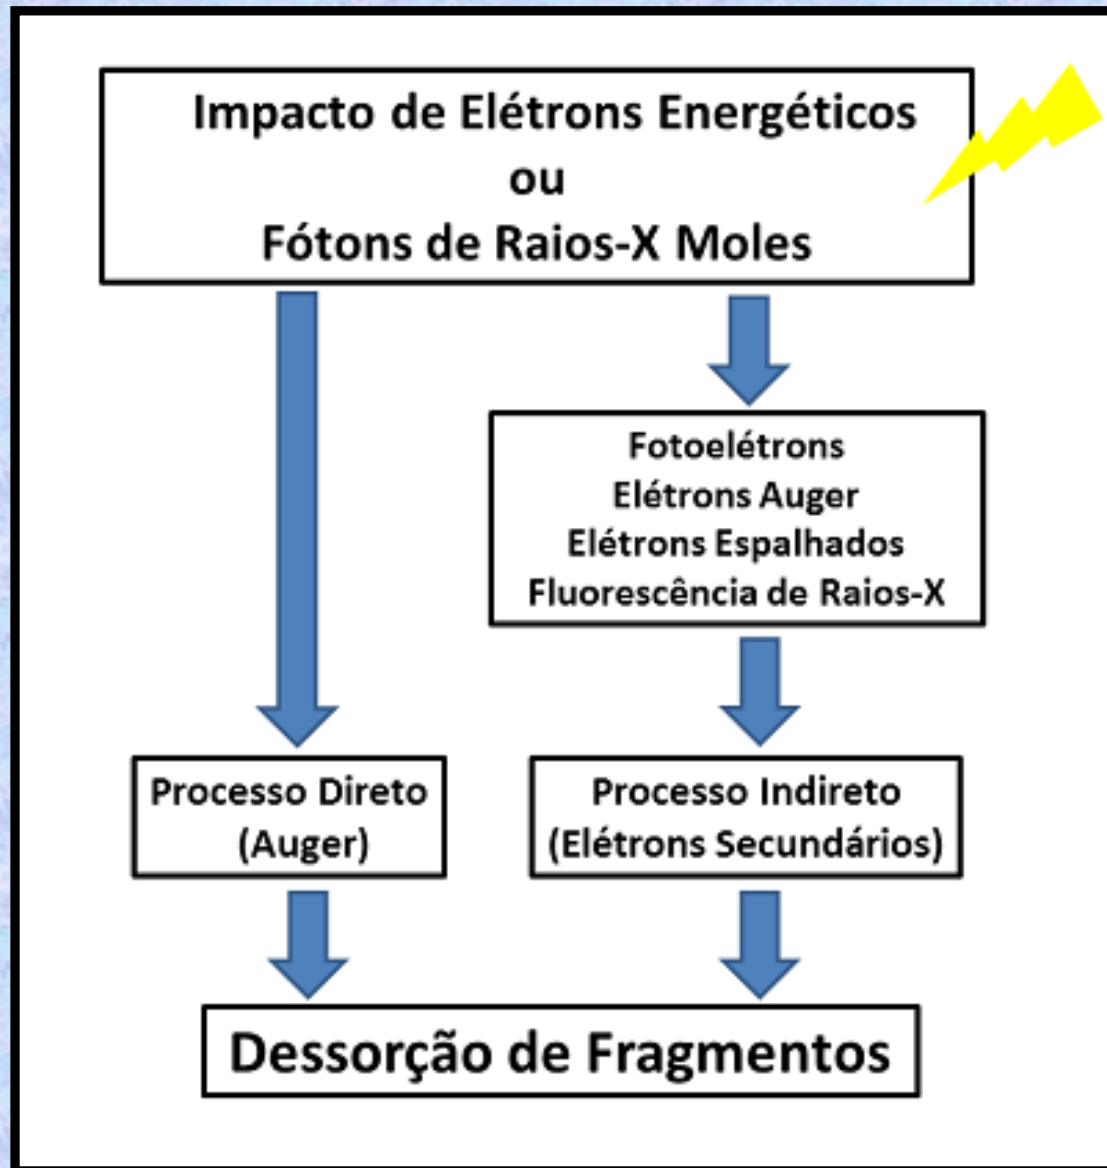 Impacto de Elétrons Energéticos
ou
Fótons de Raios-X Moles
Fotoelétrons
Elétrons Auger
Elétrons Espalhados
Fluorescência de Raios-X
Processo Direto
(Auger)
Processo Indireto
(Elétrons Secundários)
Dessorção de Fragmentos